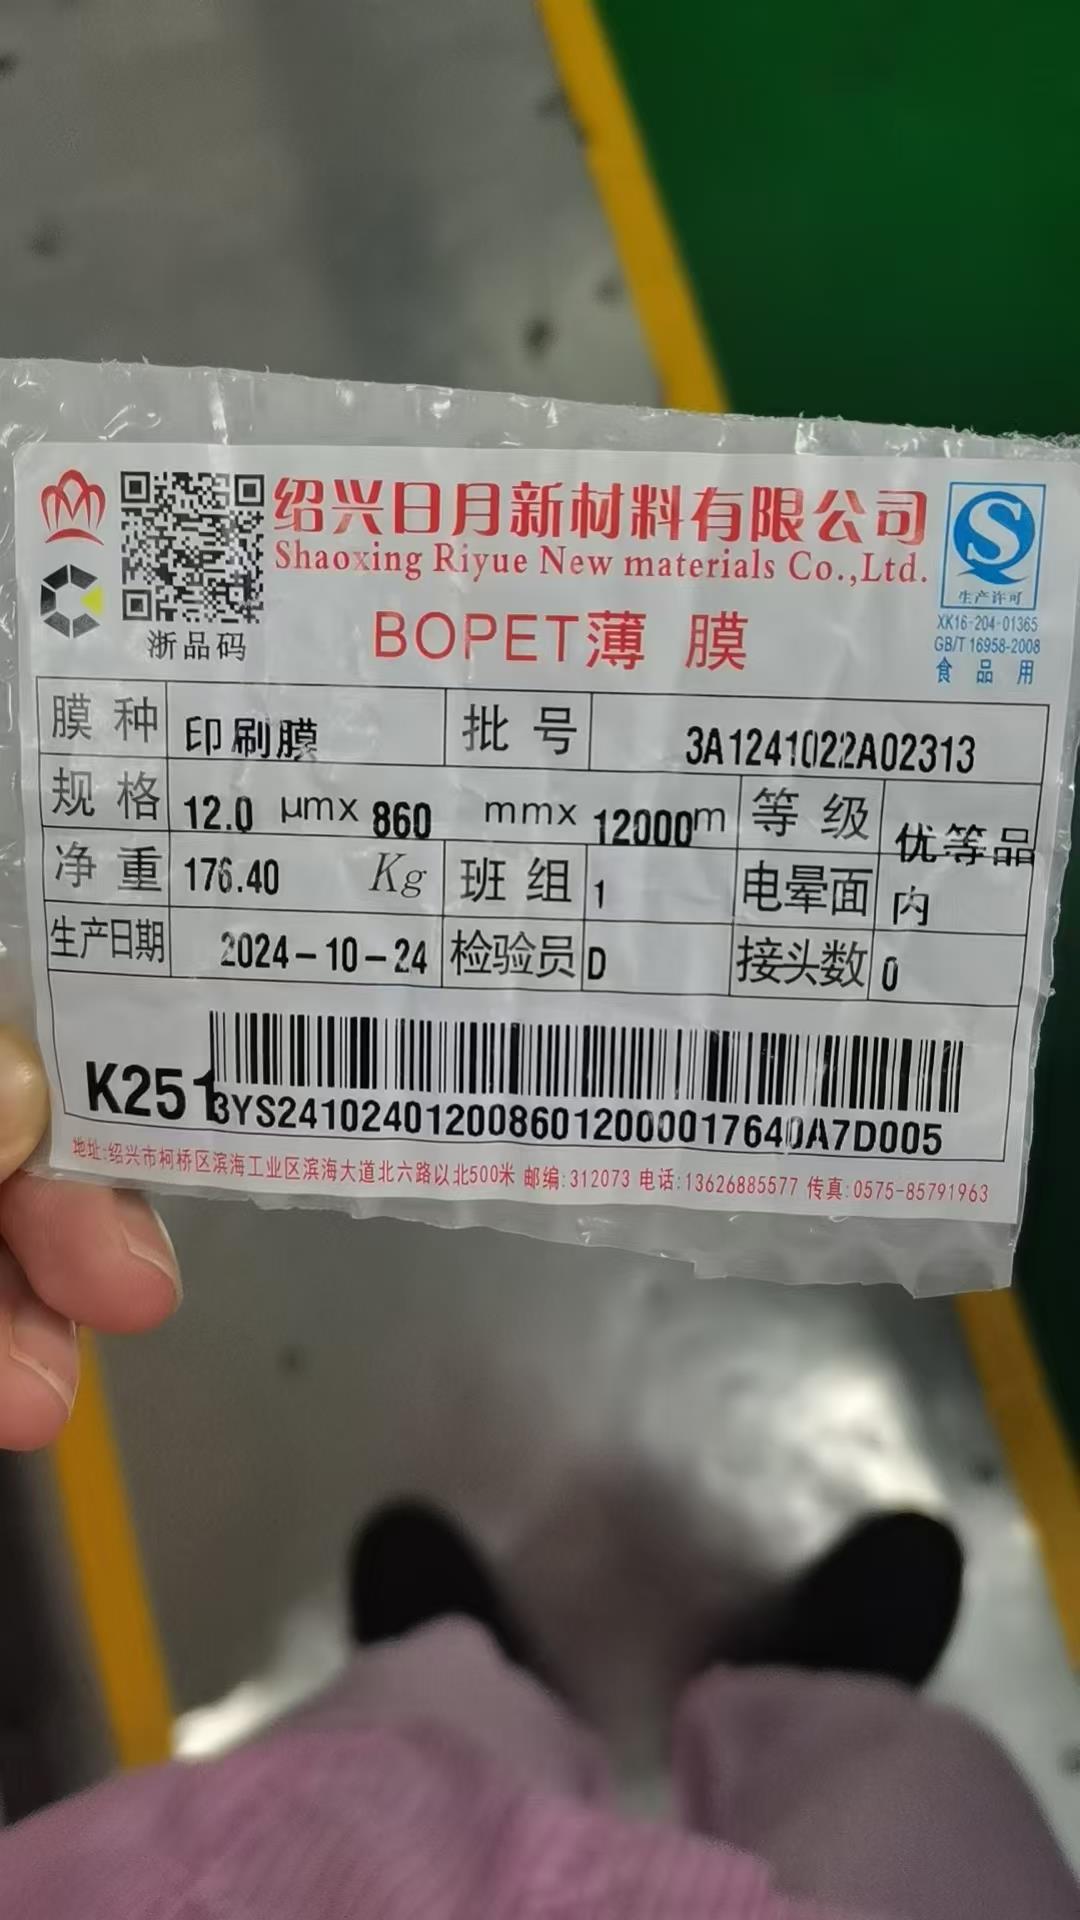 绍兴日月新材料有限公司
Shaoxing Riyue New materials Co.,Ltd.
浙品码
BOPET薄 膜
生产许可
XK16-204-01365
GB/T 16958-2008
食 品 用
膜 种 印刷膜 批 号 3A1241022A02313
规 格 12.0 μmx 860 mmx 12000m 等 级 优等品
净 重 176.40 Kg 班 组 1 电晕面 内
生产日期 2024-10-24 检验员 D 接头数 0
K251
3YS2410240120086012000017640A7D005
地址:绍兴市柯桥区滨海工业区滨海大道北六路以北500米 邮编:312073 电话:13626885577 传真:0575-85791963